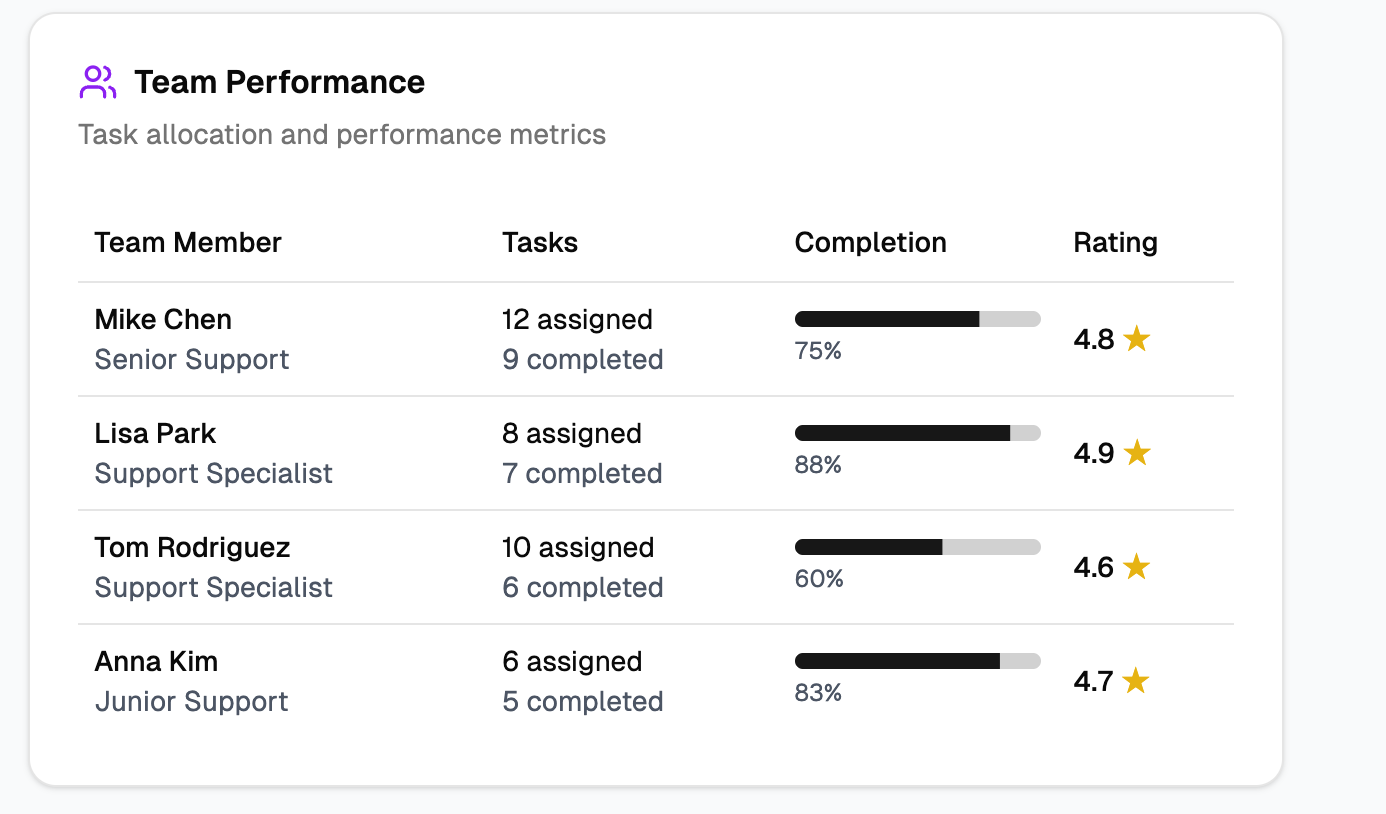 Team Performance
Task allocation and performance metrics
Team Member Tasks Completion Rating
Mike Chen 12 assigned
Senior Support 9 completed 75% 4.8 ★
Lisa Park 8 assigned
Support Specialist 7 completed 88% 4.9 ★
Tom Rodriguez 10 assigned
Support Specialist 6 completed 60% 4.6 ★
Anna Kim 6 assigned
Junior Support 5 completed 83% 4.7 ★